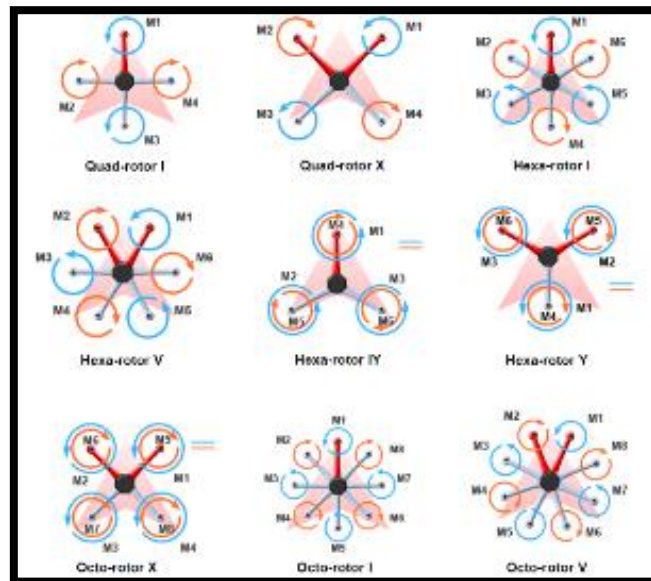 M1
M2 M4
M3
Quad-rotor I
M2 M1
M3 M4
Quad-rotor X
M1
M2 M6
M3 M5
M4
Hexa-rotor I
M2 M1
M3 M6
M4 M5
Hexa-rotor V
M4 M1
M2 M3
M5 M6
Hexa-rotor IY
M6 M5
M3 M2
M4 M1
Hexa-rotor Y
M6 M5
M2 M1
M7 M8
M3 M4
Octo-rotor X
M1
M2 M8
M3 M7
M4 M6
M5
Octo-rotor I
M2 M1
M3 M8
M4 M7
M5 M6
Octo-rotor V